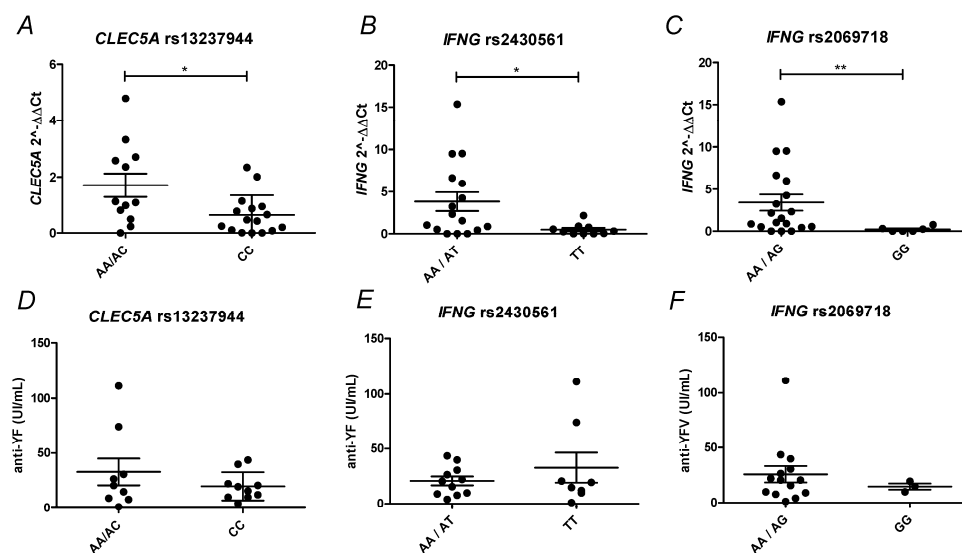 A
CLEC5A rs13237944
CLEC5A 2^-ΔΔCt
6
4
2
0
*
AA/AC
CC
B
IFNG rs2430561
IFNG 2^-ΔΔCt
20
15
10
5
0
*
AA / AT
TT
C
IFNG rs2069718
IFNG 2^-ΔΔCt
20
15
10
5
0
**
AA / AG
GG
D
CLEC5A rs13237944
anti-YF (UI/mL)
150
100
50
0
AA/AC
CC
E
IFNG rs2430561
anti-YF (UI/mL)
150
100
50
0
AA / AT
TT
F
IFNG rs2069718
anti-YFV (UI/mL)
150
100
50
0
AA / AG
GG